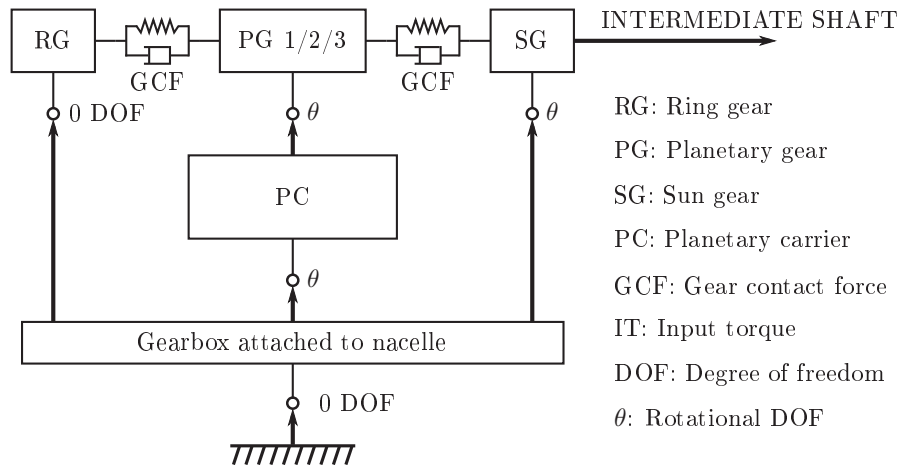 INTERMEDIATE SHAFT
RG
PG 1/2/3
SG
GCF
GCF
0 DOF
θ
θ
PC
θ
Gearbox attached to nacelle
0 DOF
RG: Ring gear
PG: Planetary gear
SG: Sun gear
PC: Planetary carrier
GCF: Gear contact force
IT: Input torque
DOF: Degree of freedom
θ: Rotational DOF